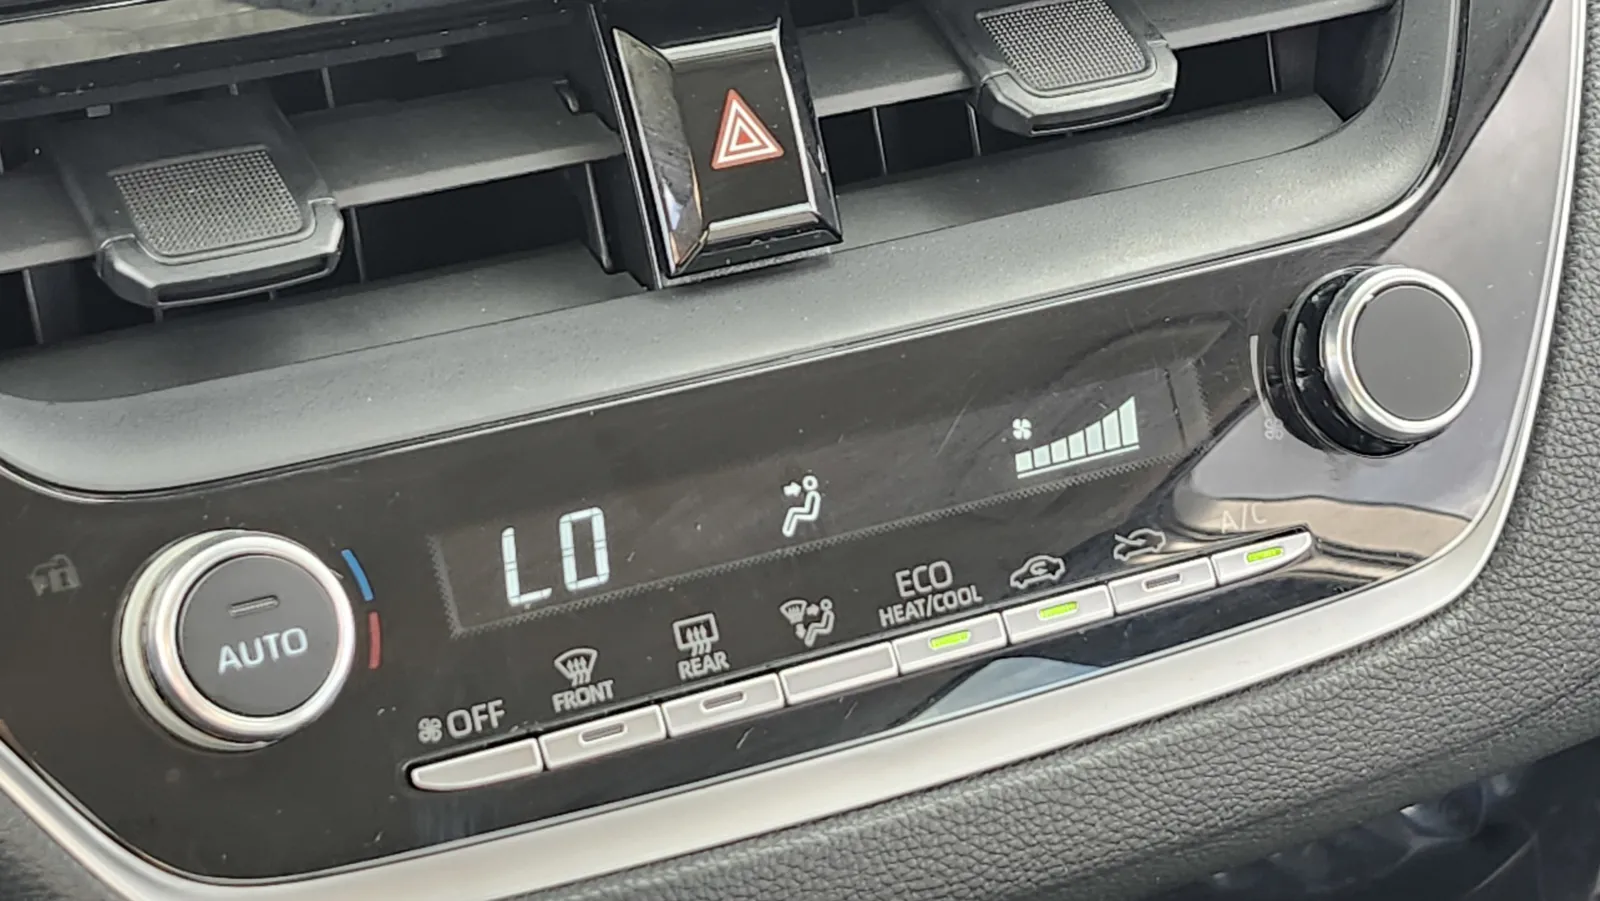 LO
A/C
ECO
HEAT/COOL
AUTO
REAR
FRONT
OFF